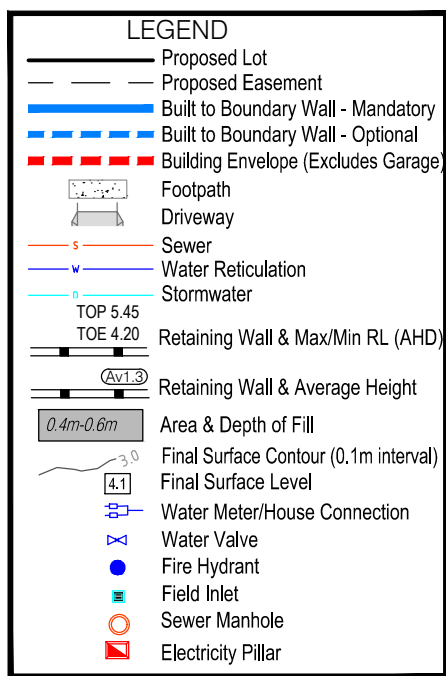 LEGEND
Proposed Lot
Proposed Easement
Built to Boundary Wall - Mandatory
Built to Boundary Wall - Optional
Building Envelope (Excludes Garage)
Footpath
Driveway
s Sewer
w Water Reticulation
n Stormwater
TOP 5.45
TOE 4.20 Retaining Wall & Max/Min RL (AHD)
Av1.3 Retaining Wall & Average Height
0.4m-0.6m Area & Depth of Fill
3.0 Final Surface Contour (0.1m interval)
4.1 Final Surface Level
Water Meter/House Connection
Water Valve
Fire Hydrant
Field Inlet
Sewer Manhole
Electricity Pillar